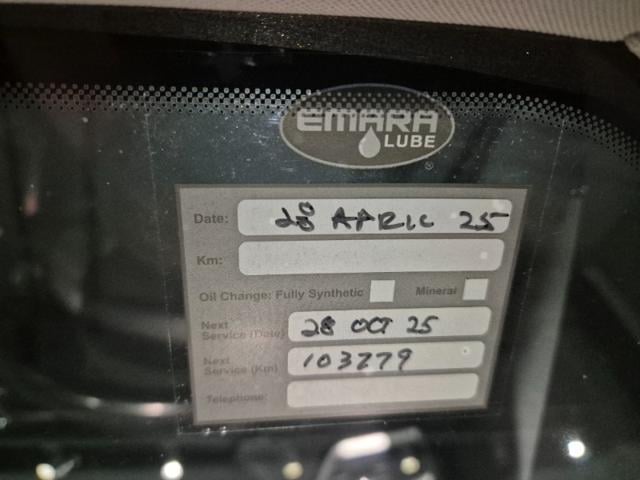 EMARA
LUBE
®
Date: 28 APRIL 25
Km:
Oil Change: Fully Synthetic Mineral
Next
Service (Date) 28 OCT 25
Next
Service (Km) 103279
Telephone: